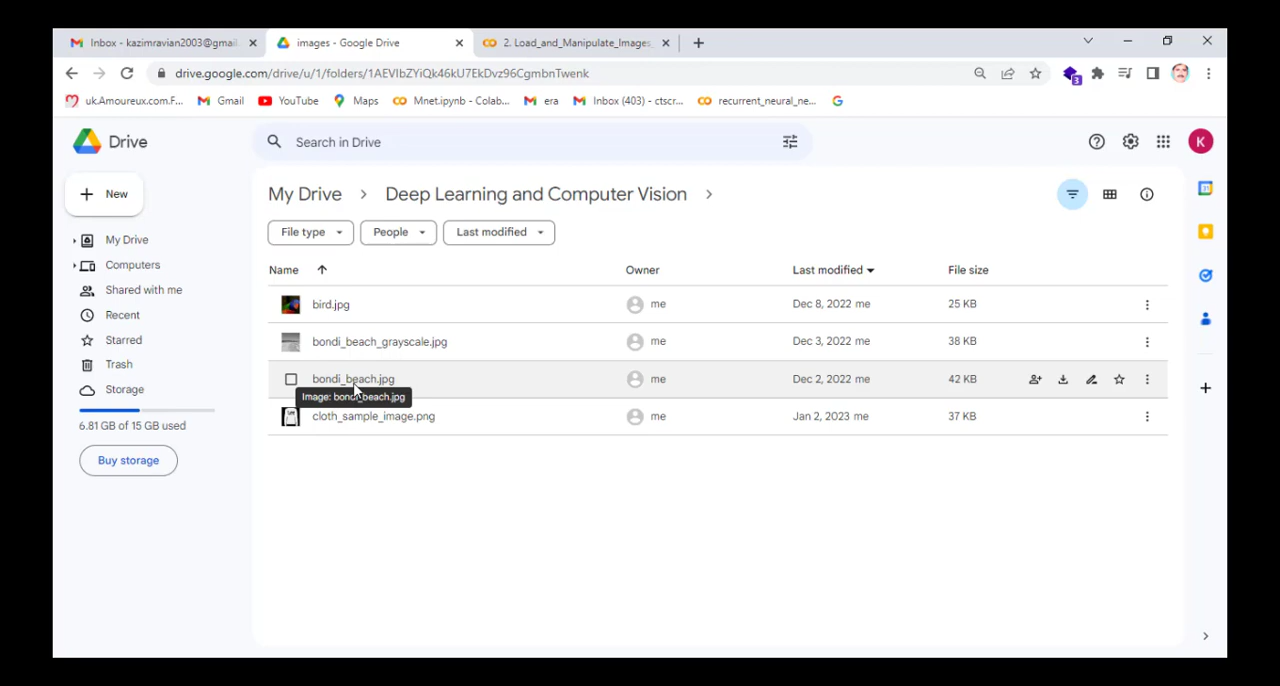 Inbox - kazimravian2003@gmail
images - Google Drive
2. Load_and_Manipulate_Images_
drive.google.com/drive/u/1/folders/1AEVIbZYiQk46kU7EkDvz96CgmbnTwenk
3
uk.Amoureux.com.F...
Gmail
YouTube
Maps
Mnet.ipynb - Colab...
era
Inbox (403) - ctscr...
recurrent_neural_ne...
Drive
Search in Drive
K
New
My Drive
Deep Learning and Computer Vision
31
File type
People
Last modified
My Drive
Computers
Shared with me
Recent
Starred
Trash
Storage
6.81 GB of 15 GB used
Buy storage
Name
Owner
Last modified
File size
bird.jpg
me
Dec 8, 2022 me
25 KB
bondi_beach_grayscale.jpg
me
Dec 3, 2022 me
38 KB
bondi_beach.jpg
me
Dec 2, 2022 me
42 KB
Image: bondi_beach.jpg
cloth_sample_image.png
me
Jan 2, 2023 me
37 KB